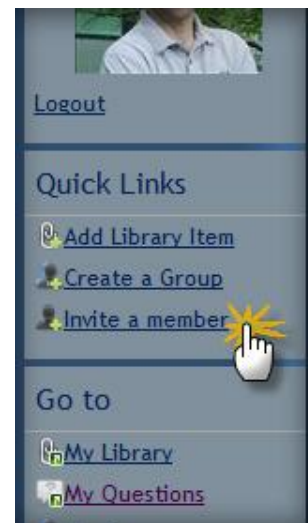 Logout
Quick Links
Add Library Item
Create a Group
Invite a member
Go to
My Library
My Questions